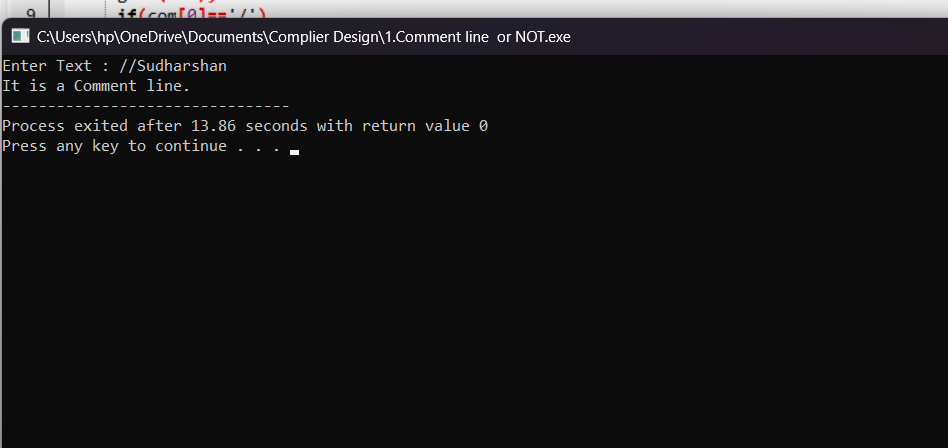 9 if(com[0]=='/')
C:\Users\hp\OneDrive\Documents\Complier Design\1.Comment line  or NOT.exe
Enter Text : //Sudharshan
It is a Comment line.
--------------------------------
Process exited after 13.86 seconds with return value 0
Press any key to continue . . .